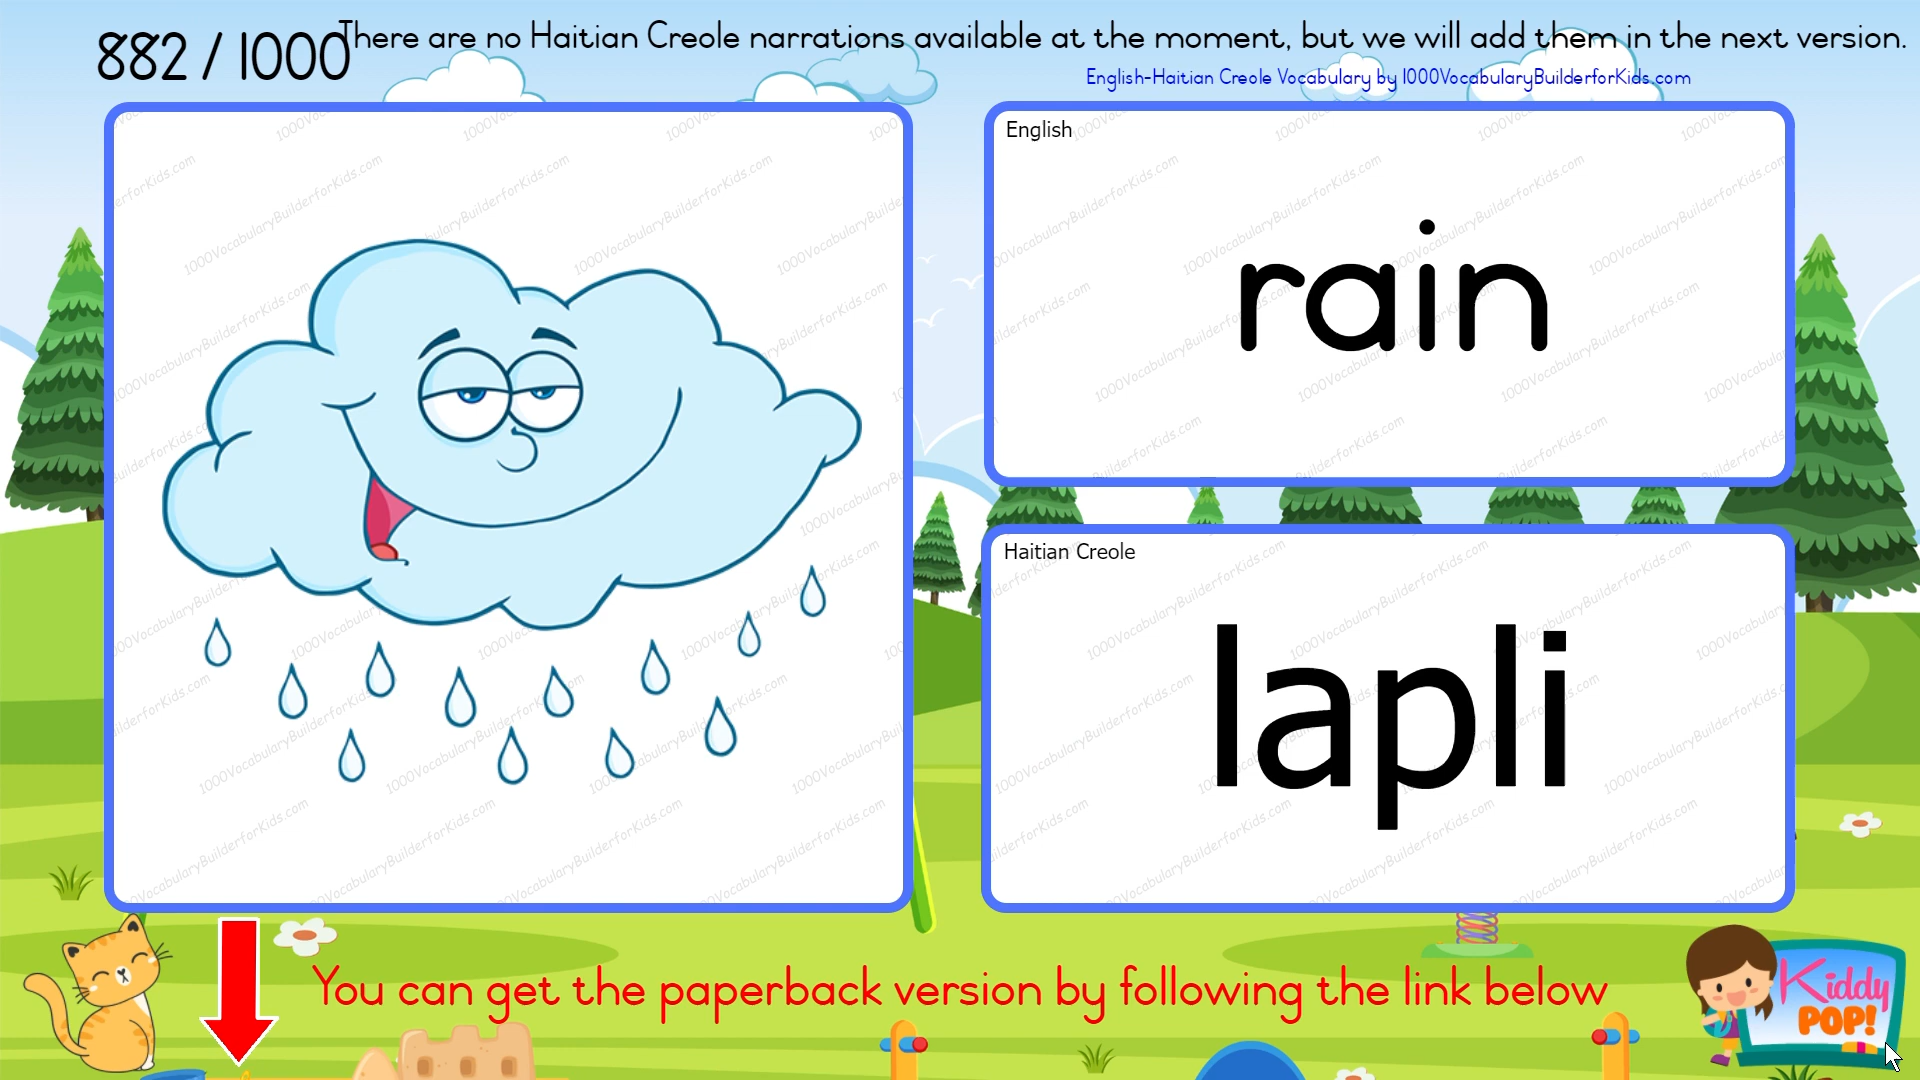 882 / 1000
There are no Haitian Creole narrations available at the moment, but we will add them in the next version.
English-Haitian Creole Vocabulary by 1000VocabularyBuilderforKids.com
English
rain
Haitian Creole
lapli
You can get the paperback version by following the link below
Kiddy
POP!
1000VocabularyBuilderforKids.com